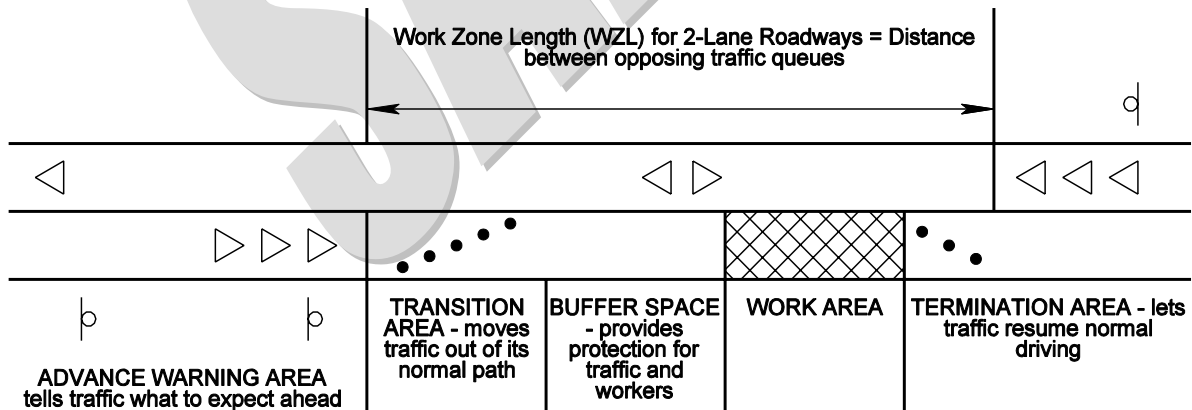 Work Zone Length (WZL) for 2-Lane Roadways = Distance
between opposing traffic queues
TRANSITION
AREA - moves
traffic out of its
normal path
BUFFER SPACE
- provides
protection for
traffic and
workers
WORK AREA
TERMINATION AREA - lets
traffic resume normal
driving
ADVANCE WARNING AREA
tells traffic what to expect ahead